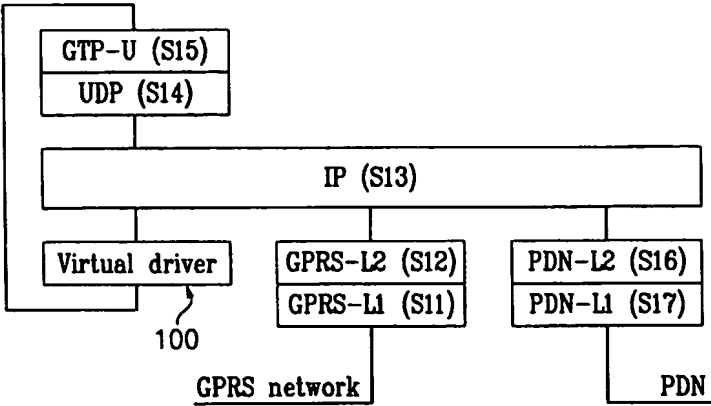 GTP-U (S15)
UDP (S14)
IP (S13)
Virtual driver
GPRS-L2 (S12)
PDN-L2 (S16)
GPRS-L1 (S11)
PDN-L1 (S17)
100
GPRS network
PDN